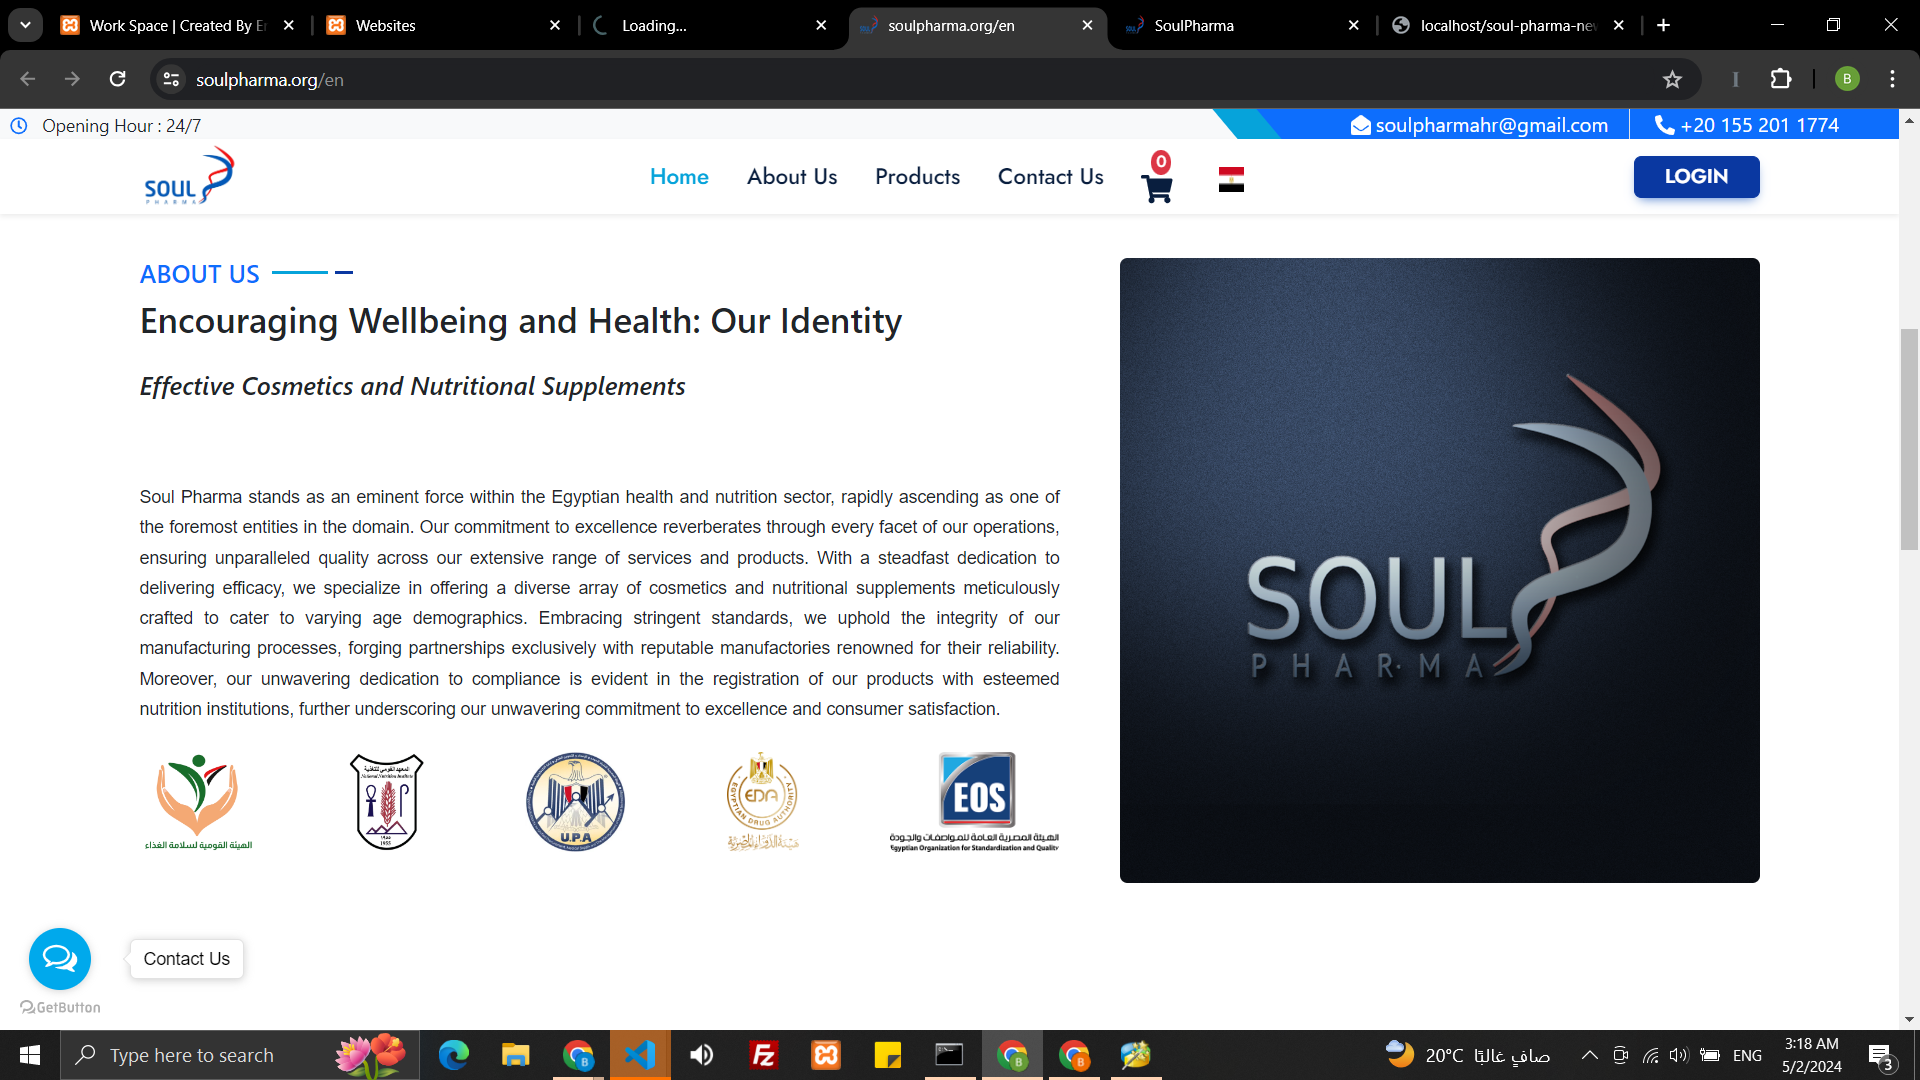 Work Space | Created By E
Websites
Loading...
soulpharma.org/en
SoulPharma
localhost/soul-pharma-ne
soulpharma.org/en
B
Opening Hour : 24/7
soulpharmahr@gmail.com
+20 155 201 1774
SOUL
PHARMA
Home
About Us
Products
Contact Us
0
LOGIN
ABOUT US
Encouraging Wellbeing and Health: Our Identity
Effective Cosmetics and Nutritional Supplements
Soul Pharma stands as an eminent force within the Egyptian health and nutrition sector, rapidly ascending as one of
the foremost entities in the domain. Our commitment to excellence reverberates through every facet of our operations,
ensuring unparalleled quality across our extensive range of services and products. With a steadfast dedication to
delivering efficacy, we specialize in offering a diverse array of cosmetics and nutritional supplements meticulously
crafted to cater to varying age demographics. Embracing stringent standards, we uphold the integrity of our
manufacturing processes, forging partnerships exclusively with reputable manufactories renowned for their reliability.
Moreover, our unwavering dedication to compliance is evident in the registration of our products with esteemed
nutrition institutions, further underscoring our unwavering commitment to excellence and consumer satisfaction.
الهيئة القومية لسلامة الغذاء
المعهد القومى للتغذية
National Nutrition Institute
1955
U.P.A
EDA
EGYPTIAN DRUG AUTHORITY
هيئة الدواء المصرية
EOS
الهيئة المصرية العامة للمواصفات والجودة
Egyptian Organization for Standardization and Quality
SOUL
PHARMA
Contact Us
GetButton
Type here to search
20°C صافٍ غالبًا
ENG
3:18 AM
5/2/2024
3